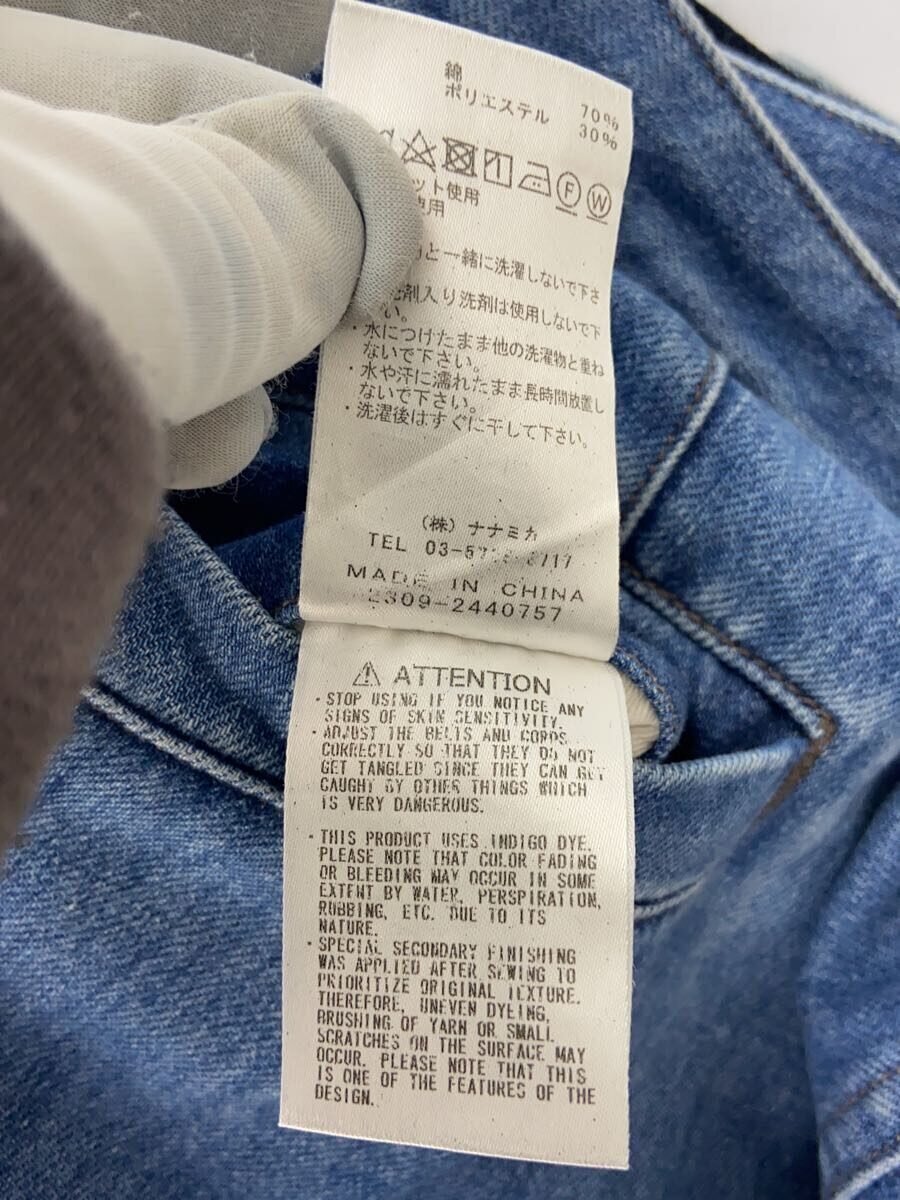 綿 70%
ポリエステル 30%
F W
ット使用
使用
と一緒に洗濯しないで下さ
剤入り洗剤は使用しないで下
い。
・水につけたまま他の洗濯物と重ね
ないで下さい。
・水や汗に濡れたまま長時間放置し
ないで下さい。
・洗濯後はすぐに干して下さい。
(株) ナナミカ
TEL 03-5
MADE IN CHINA
2309-2440757
⚠ ATTENTION
・STOP USING IF YOU NOTICE ANY
SIGNS OF SKIN SENSITIVITY.
・ADJUST THE BELTS AND CORDS
CORRECTLY SO THAT THEY DO NOT
GET TANGLED SINCE THEY CAN GET
CAUGHT BY OTHER THINGS WHICH
IS VERY DANGEROUS.
・THIS PRODUCT USES INDIGO DYE.
PLEASE NOTE THAT COLOR FADING
OR BLEEDING MAY OCCUR IN SOME
EXTENT BY WATER, PERSPIRATION,
RUBBING, ETC. DUE TO ITS
NATURE.
・SPECIAL SECONDARY FINISHING
WAS APPLIED AFTER SEWING TO
PRIORITIZE ORIGINAL TEXTURE.
THEREFORE, UNEVEN DYEING,
BRUSHING OF YARN OR SMALL
SCRATCHES ON THE SURFACE MAY
OCCUR. PLEASE NOTE THAT THIS
IS ONE OF THE FEATURES OF THE
DESIGN.